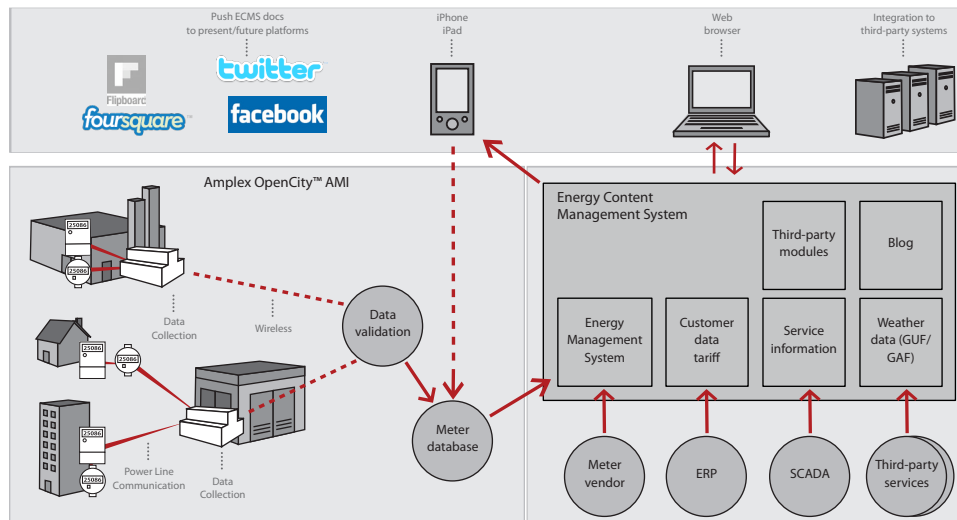 Push ECMS docs
to present/future platforms
iPhone
iPad
Web
browser
Integration to
third-party systems
Flipboard
twitter
foursquare
facebook
Amplex OpenCity™ AMI
Energy Content
Management System
Third-party
modules
Blog
25086
25086
Data
Collection
Wireless
Data
validation
Energy
Management
System
Customer
data
tariff
Service
information
Weather
data (GUF/
GAF)
25086
25086
Meter
database
25086
25086
Power Line
Communication
Data
Collection
Meter
vendor
ERP
SCADA
Third-party
services